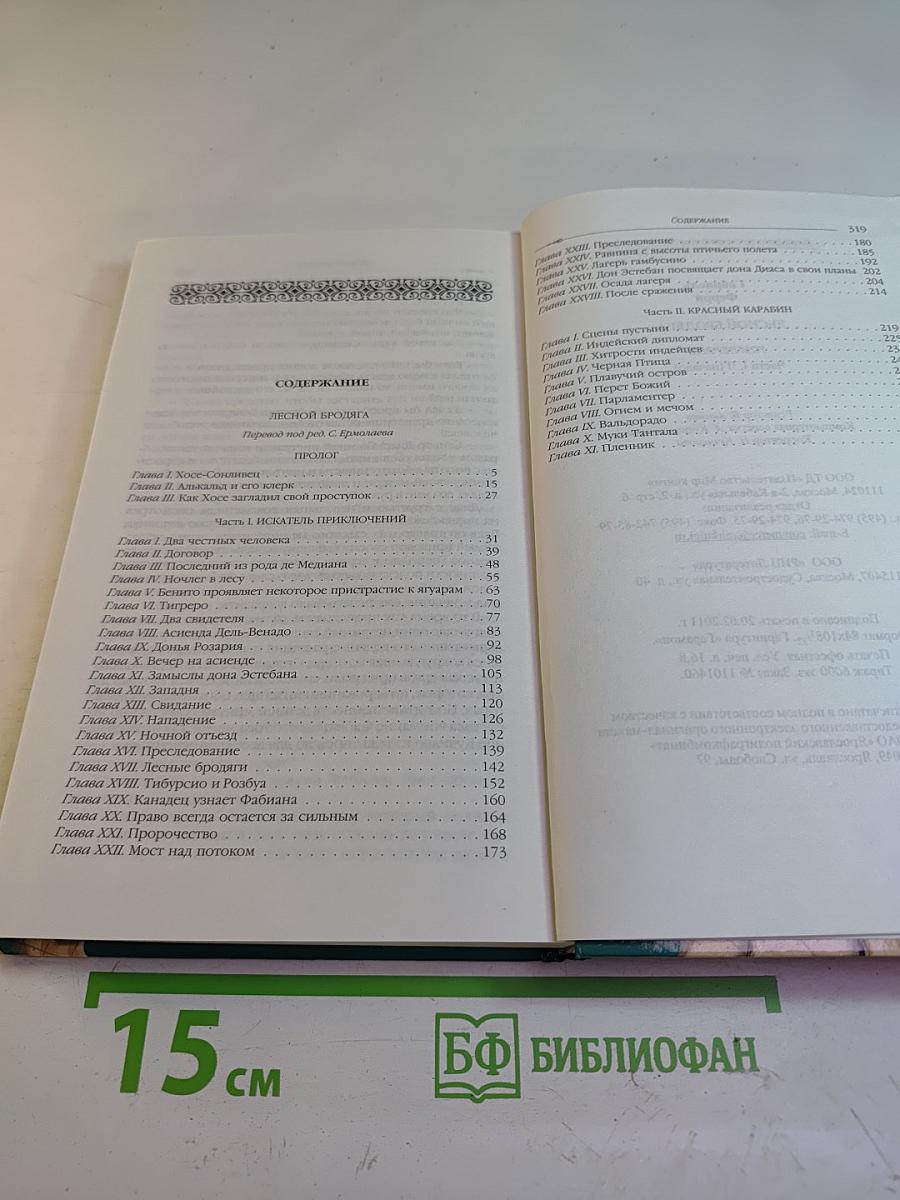 СОДЕРЖАНИЕ
ЛЕСНОЙ БРОДЯГА
Перевод под ред. С. Ермолаева
ПРОЛОГ
Глава I. Хосе-Сонливец . . . 5
Глава II. Алькальд и его клерк . . . 15
Глава III. Как Хосе загладил свой проступок . . . 27
Часть I. ИСКАТЕЛЬ ПРИКЛЮЧЕНИЙ
Глава I. Два честных человека . . . 31
Глава II. Договор . . . 39
Глава III. Последний из рода де Медиана . . . 48
Глава IV. Ночлег в лесу . . . 55
Глава V. Бенито проявляет некоторое пристрастие к ягуарам . . 63
Глава VI. Тигреро . . . 70
Глава VII. Два свидетеля . . . 77
Глава VIII. Асиенда Дель-Венадо . . . 83
Глава IX. Донья Розария . . . 92
Глава X. Вечер на асиенде . . . 98
Глава XI. Замыслы дона Эстебана . . . 105
Глава XII. Западня . . . 113
Глава XIII. Свидание . . . 120
Глава XIV. Нападение . . . 126
Глава XV. Ночной отъезд . . . 132
Глава XVI. Преследование . . . 139
Глава XVII. Лесные бродяги . . . 142
Глава XVIII. Тибурсио и Розбуа . . . 152
Глава XIX. Канадец узнает Фабиана . . . 160
Глава XX. Право всегда остается за сильным . . . 164
Глава XXI. Пророчество . . . 168
Глава XXII. Мост над потоком . . . 173
СОДЕРЖАНИЕ 319
Глава XXIII. Преследование . . . 180
Глава XXIV. Равнина с высоты птичьего полета . . . 185
Глава XXV. Лагерь гамбусино . . . 192
Глава XXVI. Дон Эстебан посвящает дона Диаса в свои планы 202
Глава XXVII. Осада лагеря . . . 204
Глава XXVIII. После сражения . . . 214
Часть II. КРАСНЫЙ КАРАБИН
Глава I. Сцены пустыни . . . 219
Глава II. Индейский дипломат . . . 225
Глава III. Хитрости индейцев
Глава IV. Черная Птица
Глава V. Плавучий остров
Глава VI. Перст Божий
Глава VII. Парламентер
Глава VIII. Огнем и мечом
Глава IX. Вальдорадо
Глава X. Муки Тантала
Глава XI. Пленник
15 см
БФ БИБЛИОФАН